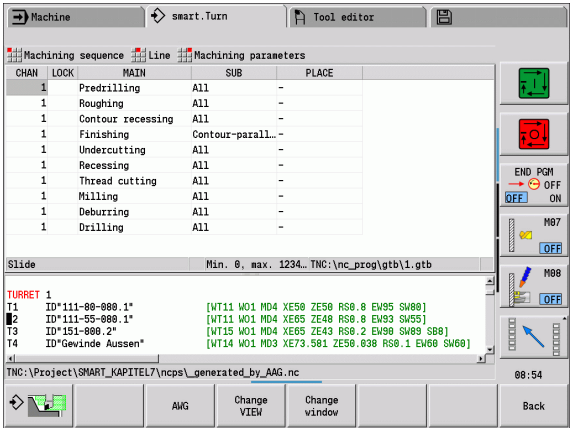 Machine smart.Turn Tool editor
Machining sequence Line Machining parameters
CHAN LOCK MAIN SUB PLACE
1 Predrilling All –
1 Roughing All –
1 Contour recessing All –
1 Finishing Contour-parall… –
1 Undercutting All –
1 Recessing All –
1 Thread cutting All –
1 Milling All –
1 Deburring All –
1 Drilling All –
Slide Min. 0, max. 1234… TNC:\nc_prog\gtb\1.gtb
TURRET 1
T1 ID"111-80-080.1" [WT11 WO1 MD4 XE50 ZE50 RS0.8 EW95 SW80]
2 ID"111-55-080.1" [WT11 WO1 MD4 XE65 ZE48 RS0.8 EW93 SW55]
T3 ID"151-800.2" [WT15 WO1 MD4 XE65 ZE43 RS0.2 EW90 SW89 SB8]
T4 ID"Gewinde Aussen" [WT14 WO1 MD3 XE73.581 ZE50.038 RS0.1 EW60 SW60]
TNC:\Project\SMART_KAPITEL7\ncps\_generated_by_AAG.nc
I
O
END PGM
OFF
OFF ON
M07
OFF
M08
OFF
08:54
AWG
Change VIEW
Change window
Back